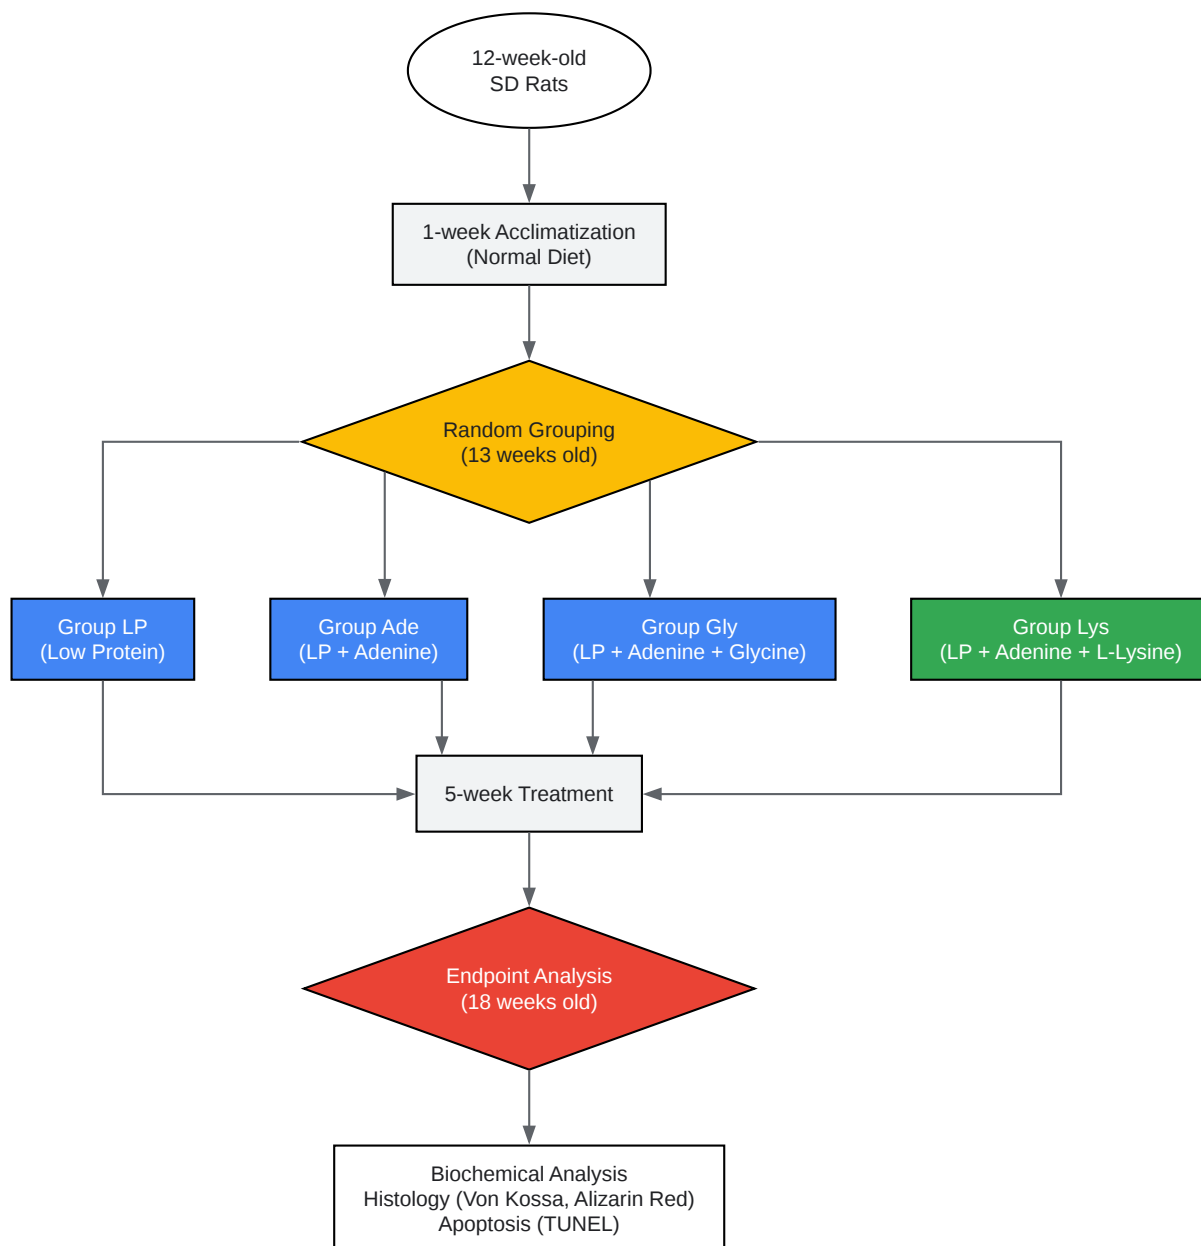 12-week-old
SD Rats
1-week Acclimatization
(Normal Diet)
Random Grouping
(13 weeks old)
Group LP
(Low Protein)
Group Ade
(LP + Adenine)
Group Gly
(LP + Adenine + Glycine)
Group Lys
(LP + Adenine + L-Lysine)
5-week Treatment
Endpoint Analysis
(18 weeks old)
Biochemical Analysis
Histology (Von Kossa, Alizarin Red)
Apoptosis (TUNEL)